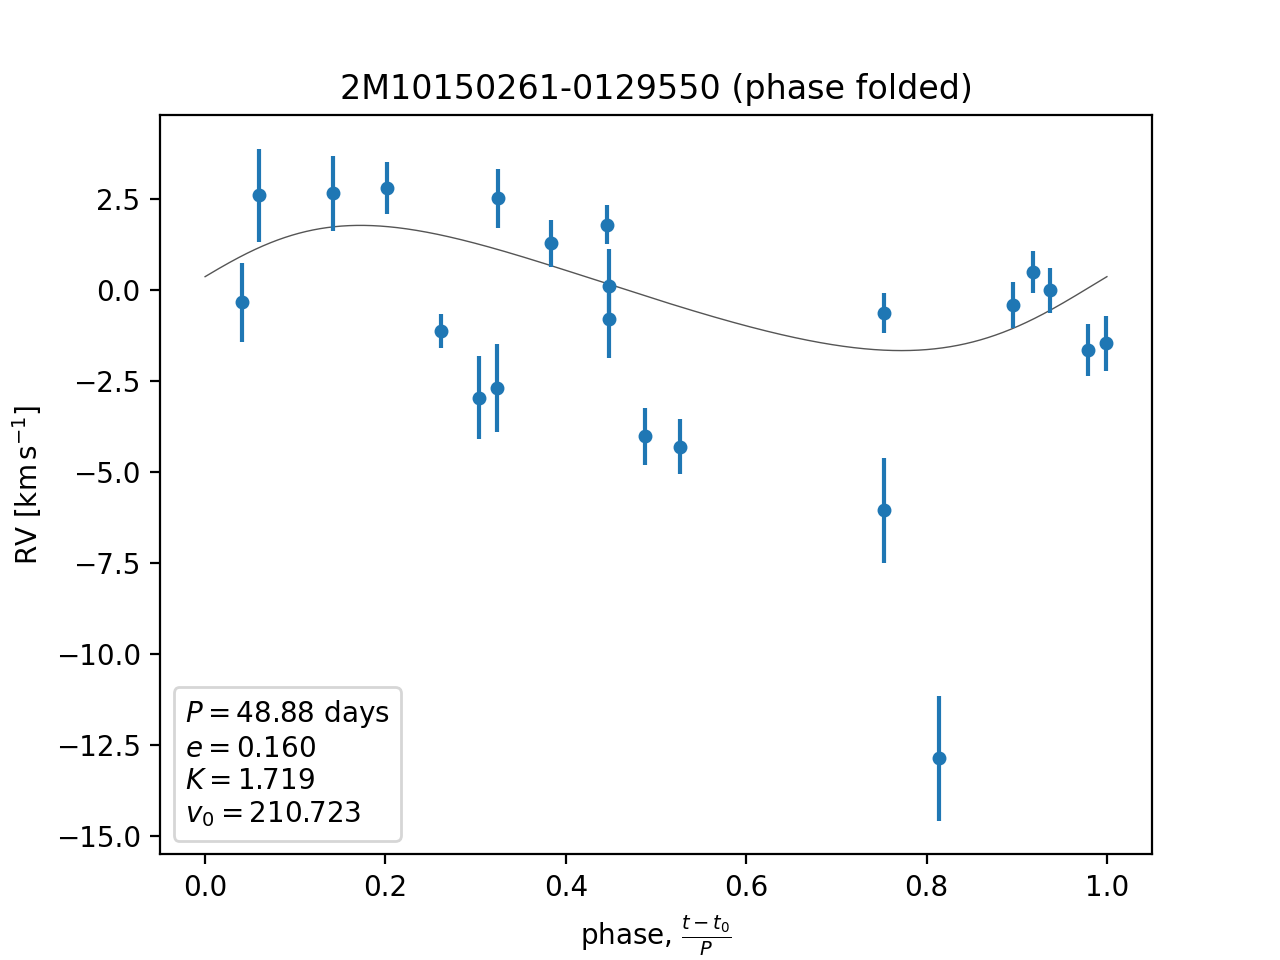 2M10150261-0129550 (phase folded)
RV [km s⁻¹]
2.5
0.0
−2.5
−5.0
−7.5
−10.0
−12.5
−15.0
P = 48.88 days
e = 0.160
K = 1.719
v₀ = 210.723
0.0 0.2 0.4 0.6 0.8 1.0
phase, (t − t₀)/P